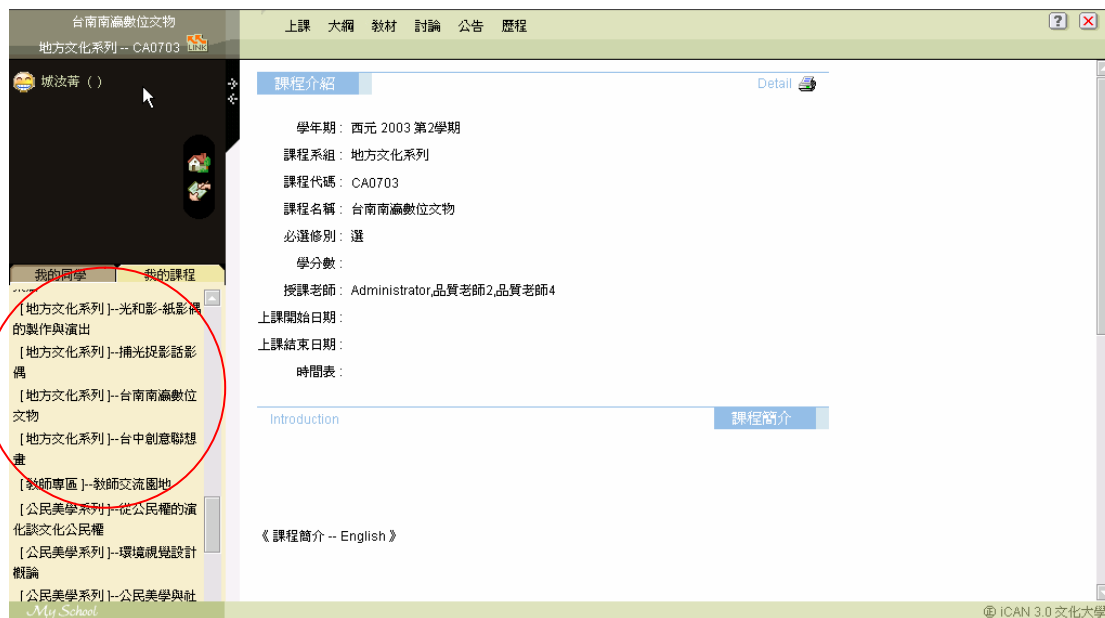 台南南瀛數位文物
地方文化系列 -- CA0703 LINK
上課 大綱 教材 討論 公告 歷程
城汝菁 ( )
課程介紹
Detail
學年期 : 西元 2003 第2學期
課程系組 : 地方文化系列
課程代碼 : CA0703
課程名稱 : 台南南瀛數位文物
必選修別 : 選
學分數 :
授課老師 : Administrator,品質老師2,品質老師4
上課開始日期 :
上課結束日期 :
時間表 :
Introduction
課程簡介
《 課程簡介 -- English 》
我的同學 我的課程
[ 地方文化系列 ]--光和影-紙影偶
的製作與演出
[ 地方文化系列 ]--捕光捉影話影
偶
[ 地方文化系列 ]--台南南瀛數位
文物
[ 地方文化系列 ]--台中創意聯想
畫
[ 教師專區 ]--教師交流園地
[ 公民美學系列 ]--從公民權的演
化談文化公民權
[ 公民美學系列 ]--環境視覺設計
概論
[ 公民美學系列 ]--公民美學與社
My School
iCAN 3.0 文化大學